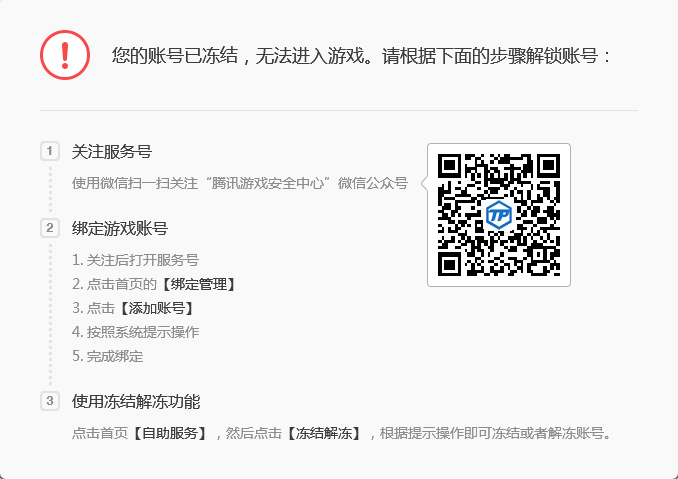 您的账号已冻结，无法进入游戏。请根据下面的步骤解锁账号：
1 关注服务号
使用微信扫一扫关注“腾讯游戏安全中心”微信公众号
TP
2 绑定游戏账号
1. 关注后打开服务号
2. 点击首页的【绑定管理】
3. 点击【添加账号】
4. 按照系统提示操作
5. 完成绑定
3 使用冻结解冻功能
点击首页【自助服务】，然后点击【冻结解冻】，根据提示操作即可冻结或者解冻账号。